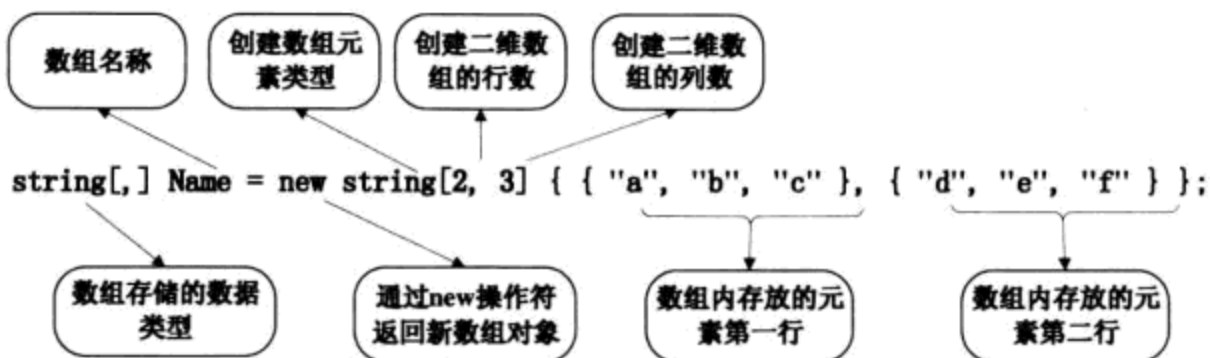 数组名称
创建数组元
素类型
创建二维数
组的行数
创建二维数
组的列数
string[,] Name = new string[2, 3] { { "a", "b", "c" }, { "d", "e", "f" } };
数组存储的数据
类型
通过new操作符
返回新数组对象
数组内存放的元
素第一行
数组内存放的元
素第二行